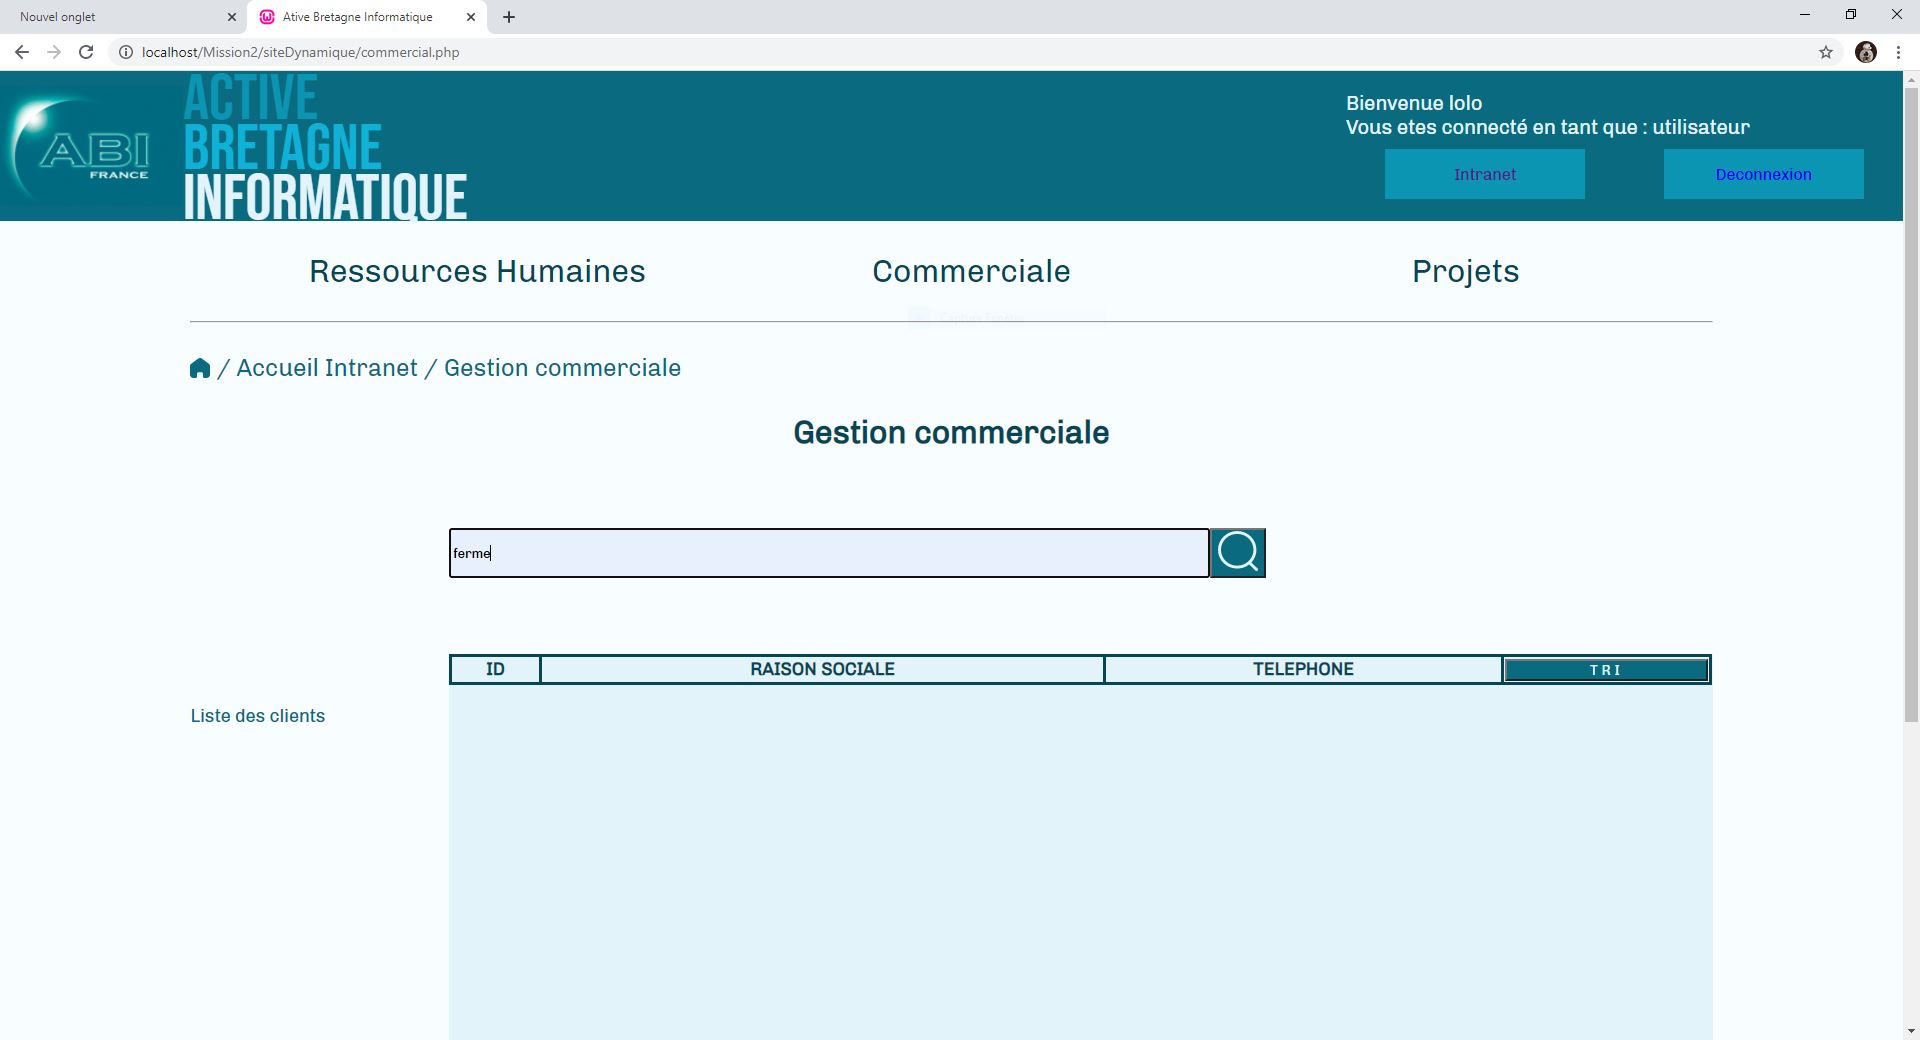 Nouvel onglet
Ative Bretagne Informatique
localhost/Mission2/siteDynamique/commercial.php
ABI
FRANCE
ACTIVE
BRETAGNE
INFORMATIQUE
Bienvenue lolo
Vous etes connecté en tant que : utilisateur
Intranet
Deconnexion
Ressources Humaines
Commerciale
Projets
/ Accueil Intranet / Gestion commerciale
Gestion commerciale
ferme
ID
RAISON SOCIALE
TELEPHONE
TRI
Liste des clients